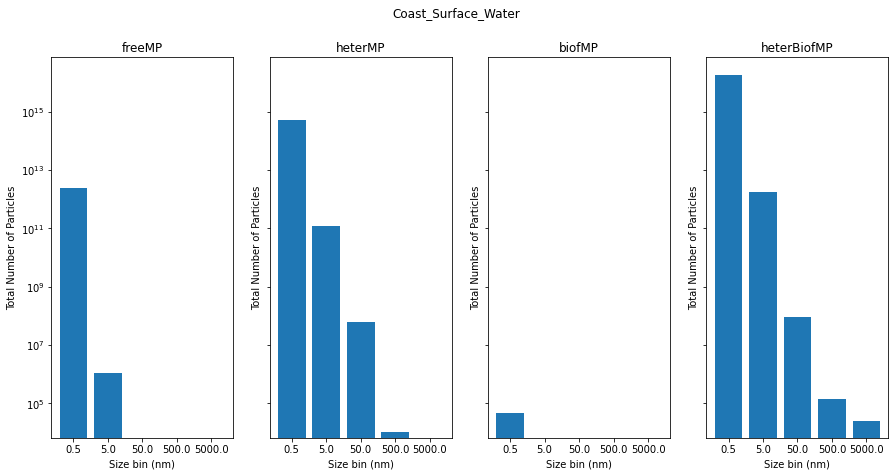 Coast_Surface_Water
freeMP
heterMP
biofMP
heterBiofMP
Total Number of Particles
10^15
10^13
10^11
10^9
10^7
10^5
0.5 5.0 50.0 500.0 5000.0
Size bin (nm)
Total Number of Particles
0.5 5.0 50.0 500.0 5000.0
Size bin (nm)
Total Number of Particles
0.5 5.0 50.0 500.0 5000.0
Size bin (nm)
Total Number of Particles
0.5 5.0 50.0 500.0 5000.0
Size bin (nm)